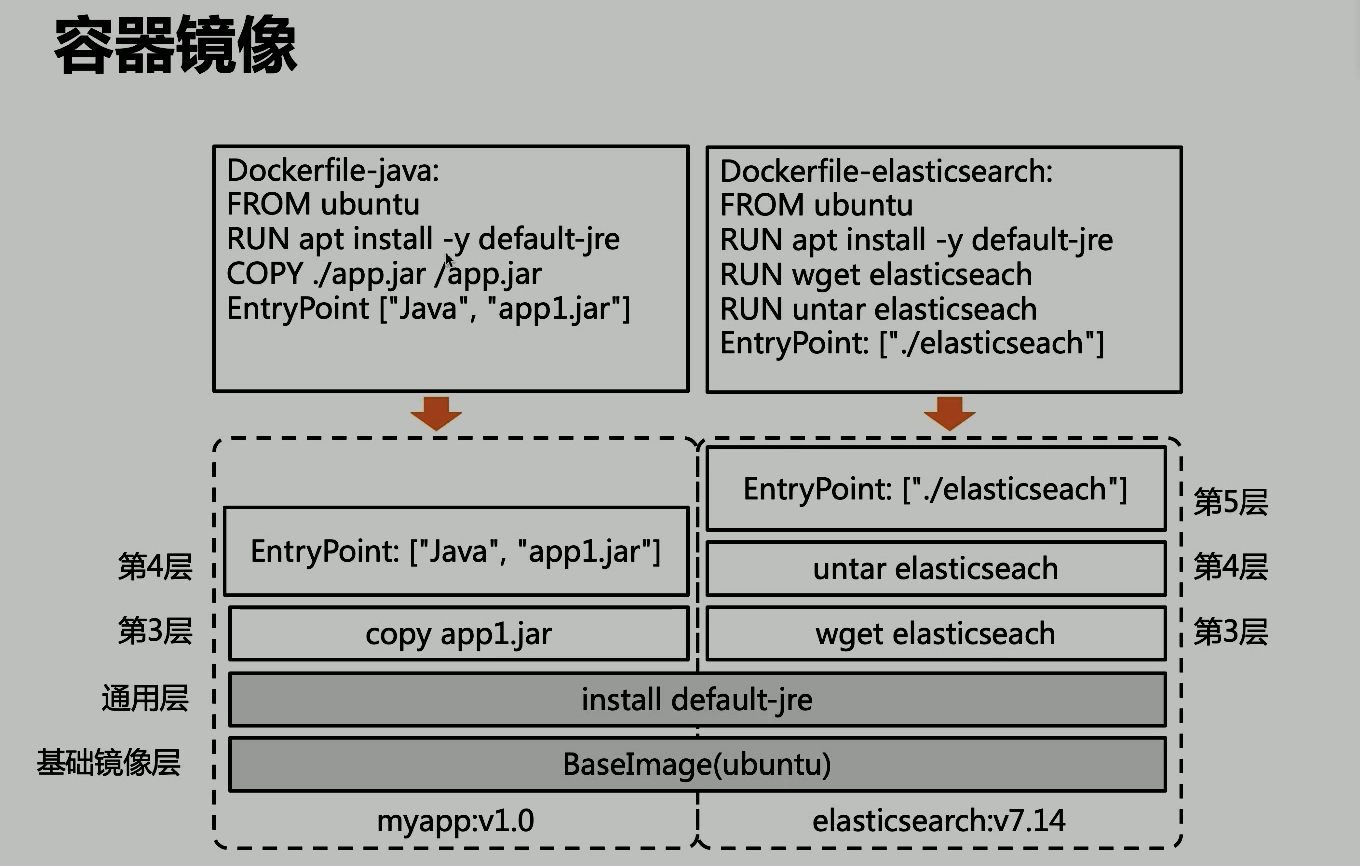 容器镜像
Dockerfile-java:
FROM ubuntu
RUN apt install -y default-jre
COPY ./app.jar /app.jar
EntryPoint ["Java", "app1.jar"]
Dockerfile-elasticsearch:
FROM ubuntu
RUN apt install -y default-jre
RUN wget elasticseach
RUN untar elasticseach
EntryPoint: ["./elasticseach"]
EntryPoint: ["./elasticseach"]
第5层
第4层
EntryPoint: ["Java", "app1.jar"]
untar elasticseach
第4层
第3层
copy app1.jar
wget elasticseach
第3层
通用层
install default-jre
基础镜像层
BaseImage(ubuntu)
myapp:v1.0
elasticsearch:v7.14